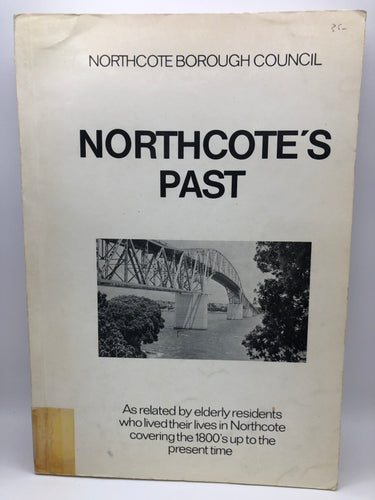 NORTHCOTE BOROUGH COUNCIL
NORTHCOTE'S
PAST
As related by elderly residents
who lived their lives in Northcote
covering the 1800's up to the
present time